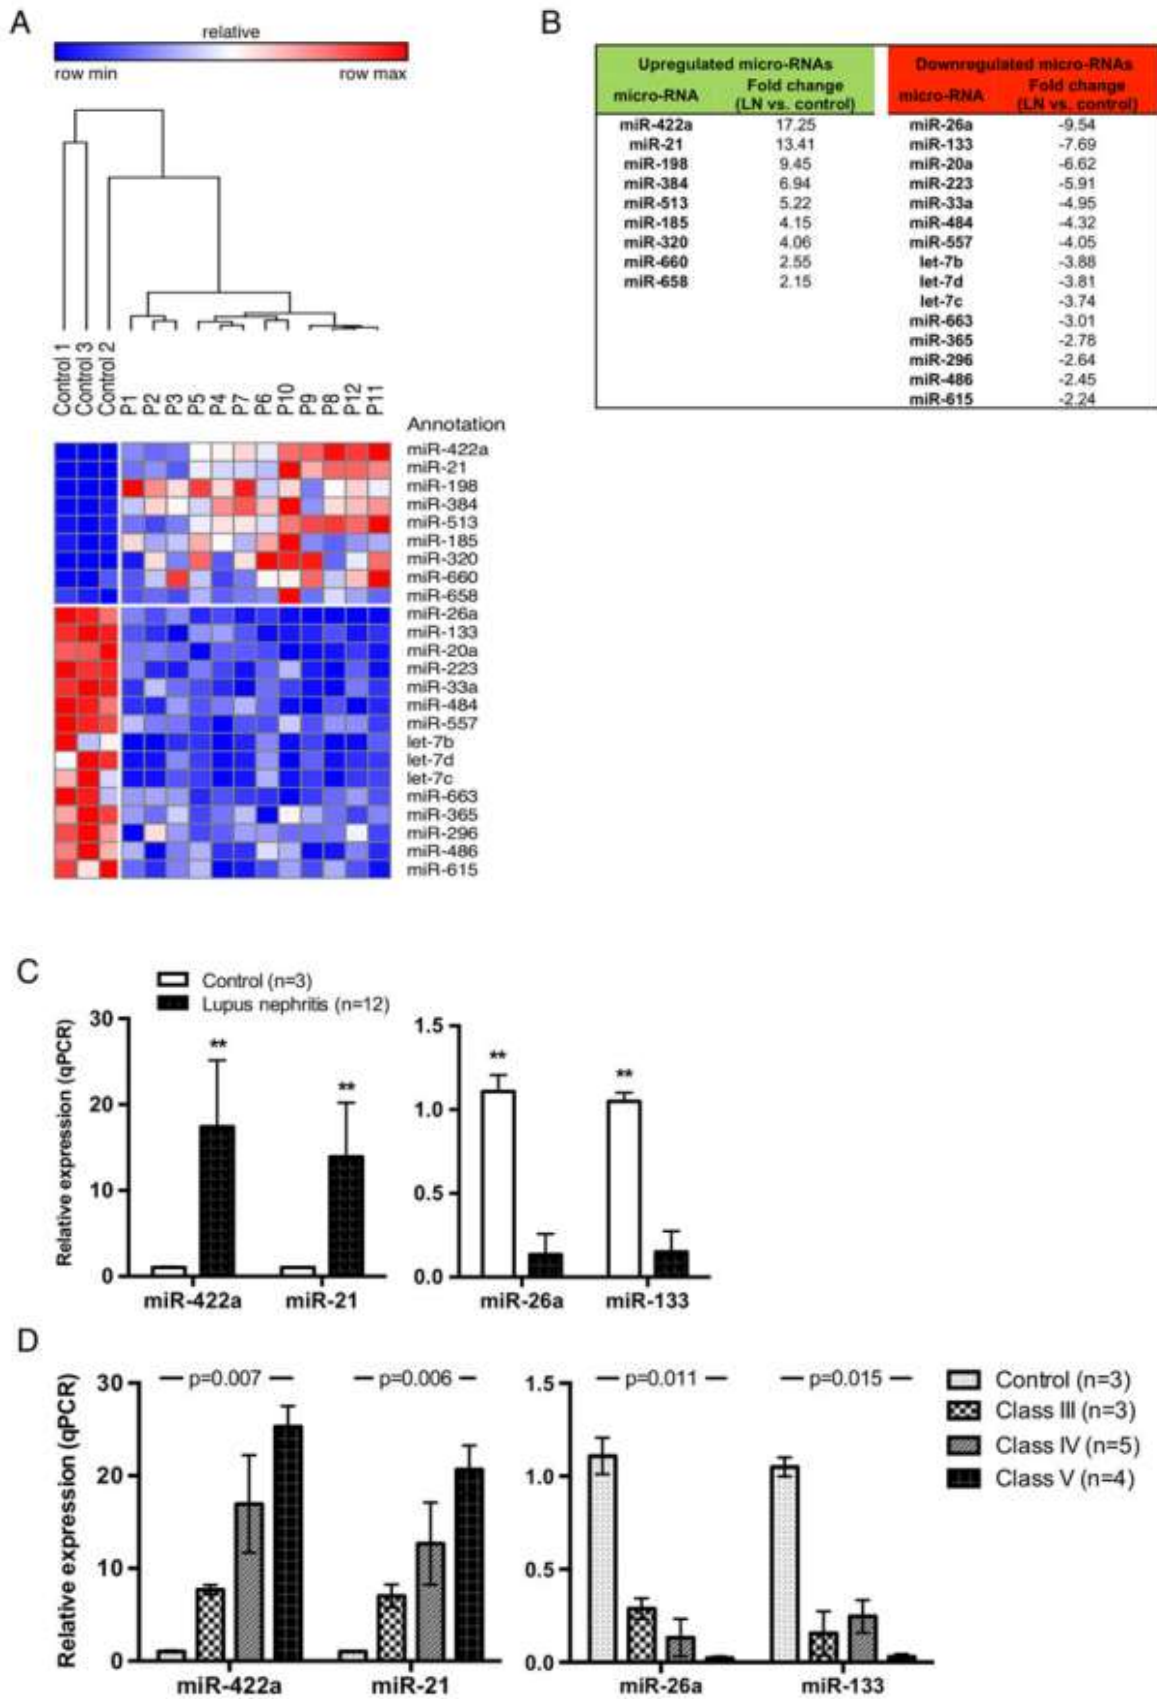 A
relative
row min row max
Control 1
Control 3
Control 2
P1
P2
P3
P5
P4
P7
P6
P10
P9
P8
P12
P11
Annotation
miR-422a
miR-21
miR-198
miR-384
miR-513
miR-185
miR-320
miR-660
miR-658
miR-26a
miR-133
miR-20a
miR-223
miR-33a
miR-484
miR-557
let-7b
let-7d
let-7c
miR-663
miR-365
miR-296
miR-486
miR-615
B
Upregulated micro-RNAs Downregulated micro-RNAs
micro-RNA Fold change (LN vs. control) micro-RNA Fold change (LN vs. control)
miR-422a 17.25 miR-26a -9.54
miR-21 13.41 miR-133 -7.69
miR-198 9.45 miR-20a -6.62
miR-384 6.94 miR-223 -5.91
miR-513 5.22 miR-33a -4.95
miR-185 4.15 miR-484 -4.32
miR-320 4.06 miR-557 -4.05
miR-660 2.55 let-7b -3.88
miR-658 2.15 let-7d -3.81
let-7c -3.74
miR-663 -3.01
miR-365 -2.78
miR-296 -2.64
miR-486 -2.45
miR-615 -2.24
C
Control (n=3)
Lupus nephritis (n=12)
Relative expression (qPCR)
30
20
10
0
** **
miR-422a miR-21
1.5
1.0
0.5
0.0
** **
miR-26a miR-133
D
Relative expression (qPCR)
30
20
10
0
p=0.007 p=0.006
miR-422a miR-21
1.5
1.0
0.5
0.0
p=0.011 p=0.015
miR-26a miR-133
Control (n=3)
Class III (n=3)
Class IV (n=5)
Class V (n=4)